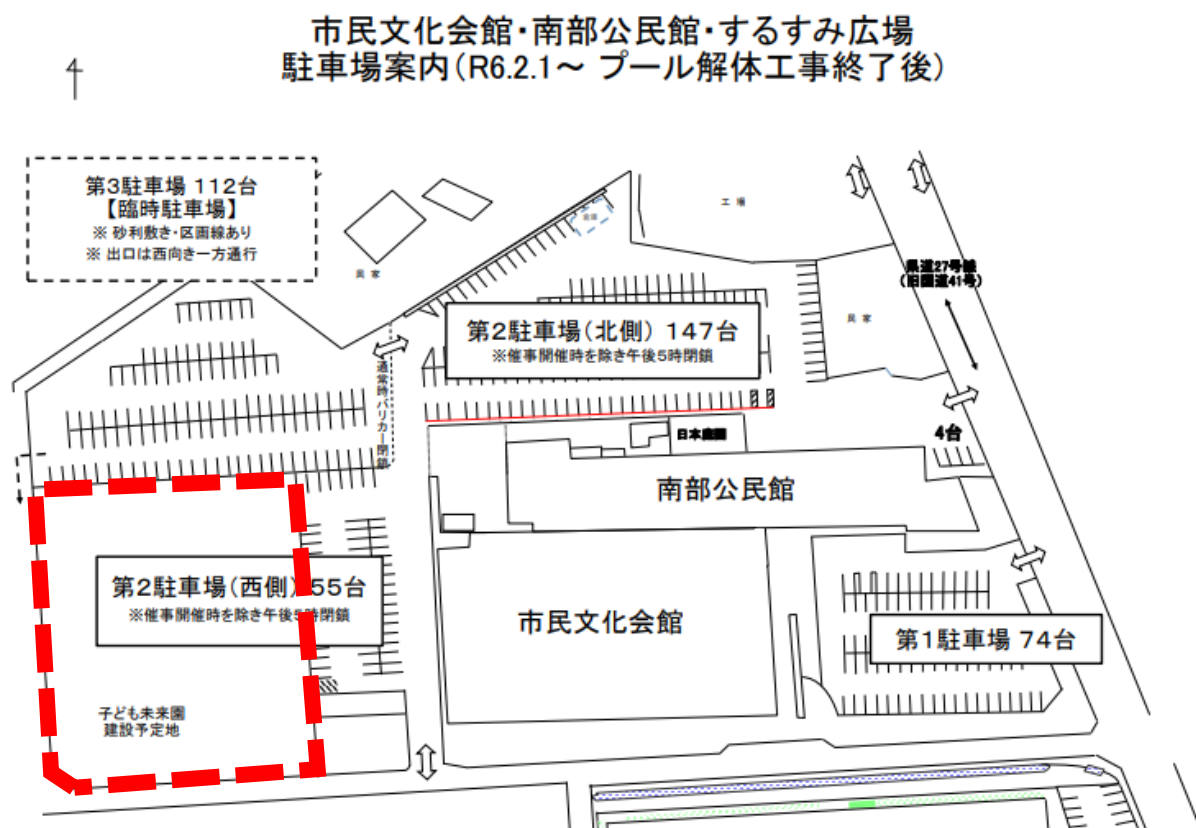 市民文化会館・南部公民館・するすみ広場
駐車場案内（R6.2.1～ プール解体工事終了後）
第3駐車場 112台
【臨時駐車場】
※ 砂利敷き・区画線あり
※ 出口は西向き一方通行
倉庫
工場
民家
県道27号線
（旧国道41号）
民家
第2駐車場（北側） 147台
※催事開催時を除き午後5時閉鎖
通常時バリカー閉鎖
日本庭園
4台
南部公民館
第2駐車場（西側） 55台
※催事開催時を除き午後5時閉鎖
市民文化会館
第1駐車場 74台
子ども未来園
建設予定地